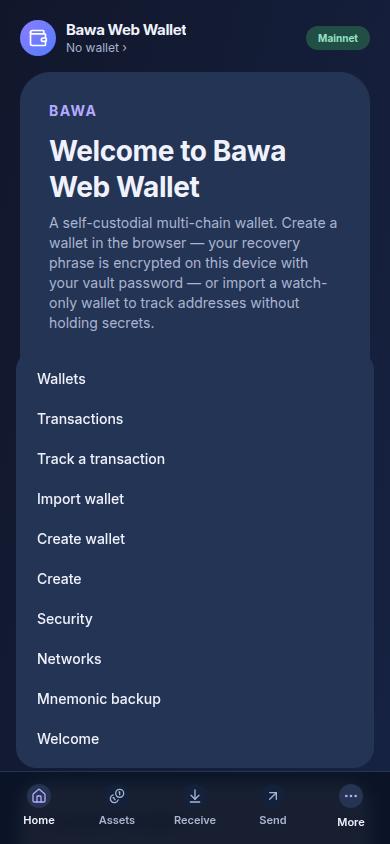 Bawa Web Wallet
No wallet ›
Mainnet
BAWA
Welcome to Bawa
Web Wallet
A self-custodial multi-chain wallet. Create a
wallet in the browser — your recovery
phrase is encrypted on this device with
your vault password — or import a watch-
only wallet to track addresses without
holding secrets.
Wallets
Transactions
Track a transaction
Import wallet
Create wallet
Create
Security
Networks
Mnemonic backup
Welcome
Home
Assets
Receive
Send
More